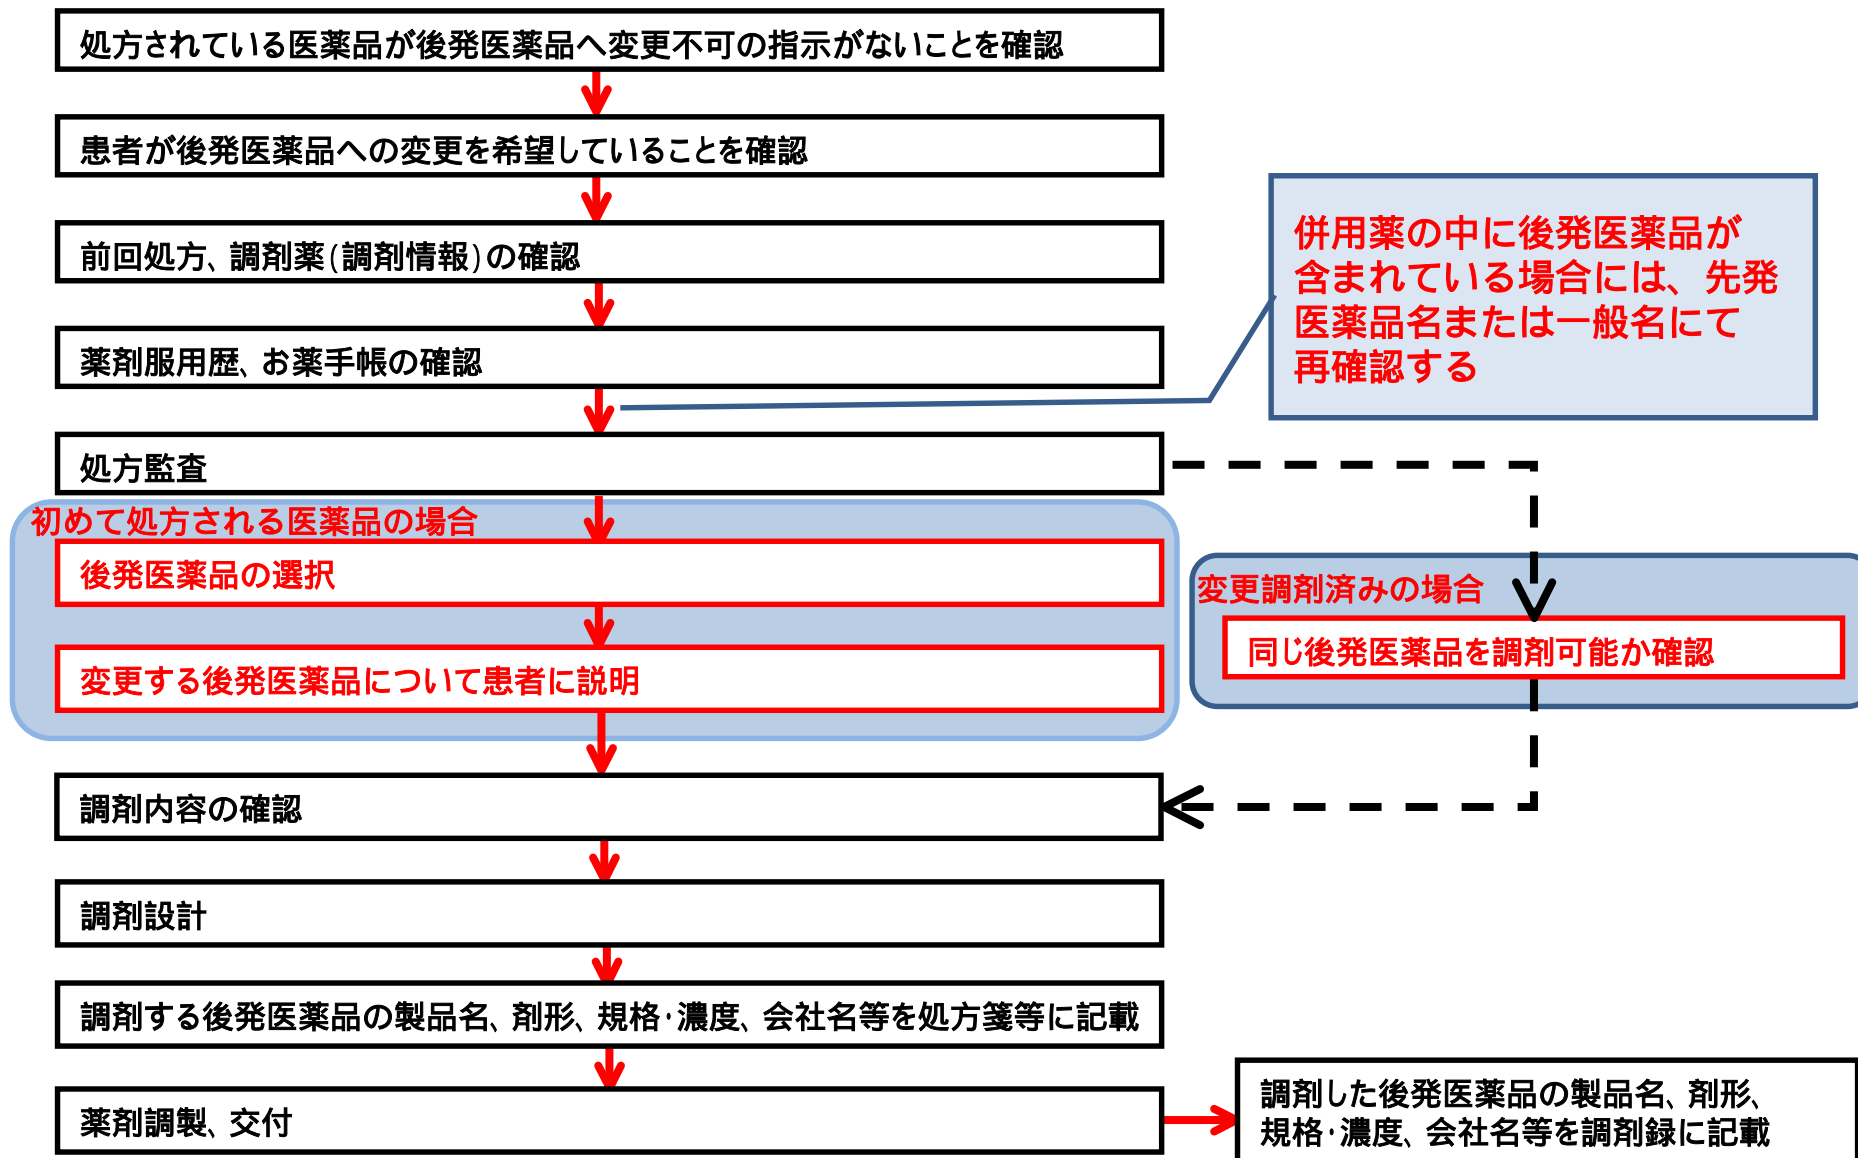 処方されている医薬品が後発医薬品へ変更不可の指示がないことを確認
患者が後発医薬品への変更を希望していることを確認
前回処方、調剤薬(調剤情報)の確認
薬剤服用歴、お薬手帳の確認
併用薬の中に後発医薬品が
含まれている場合には、先発
医薬品名または一般名にて
再確認する
処方監査
初めて処方される医薬品の場合
後発医薬品の選択
変更する後発医薬品について患者に説明
変更調剤済みの場合
同じ後発医薬品を調剤可能か確認
調剤内容の確認
調剤設計
調剤する後発医薬品の製品名、剤形、規格・濃度、会社名等を処方箋等に記載
薬剤調製、交付
調剤した後発医薬品の製品名、剤形、
規格・濃度、会社名等を調剤録に記載